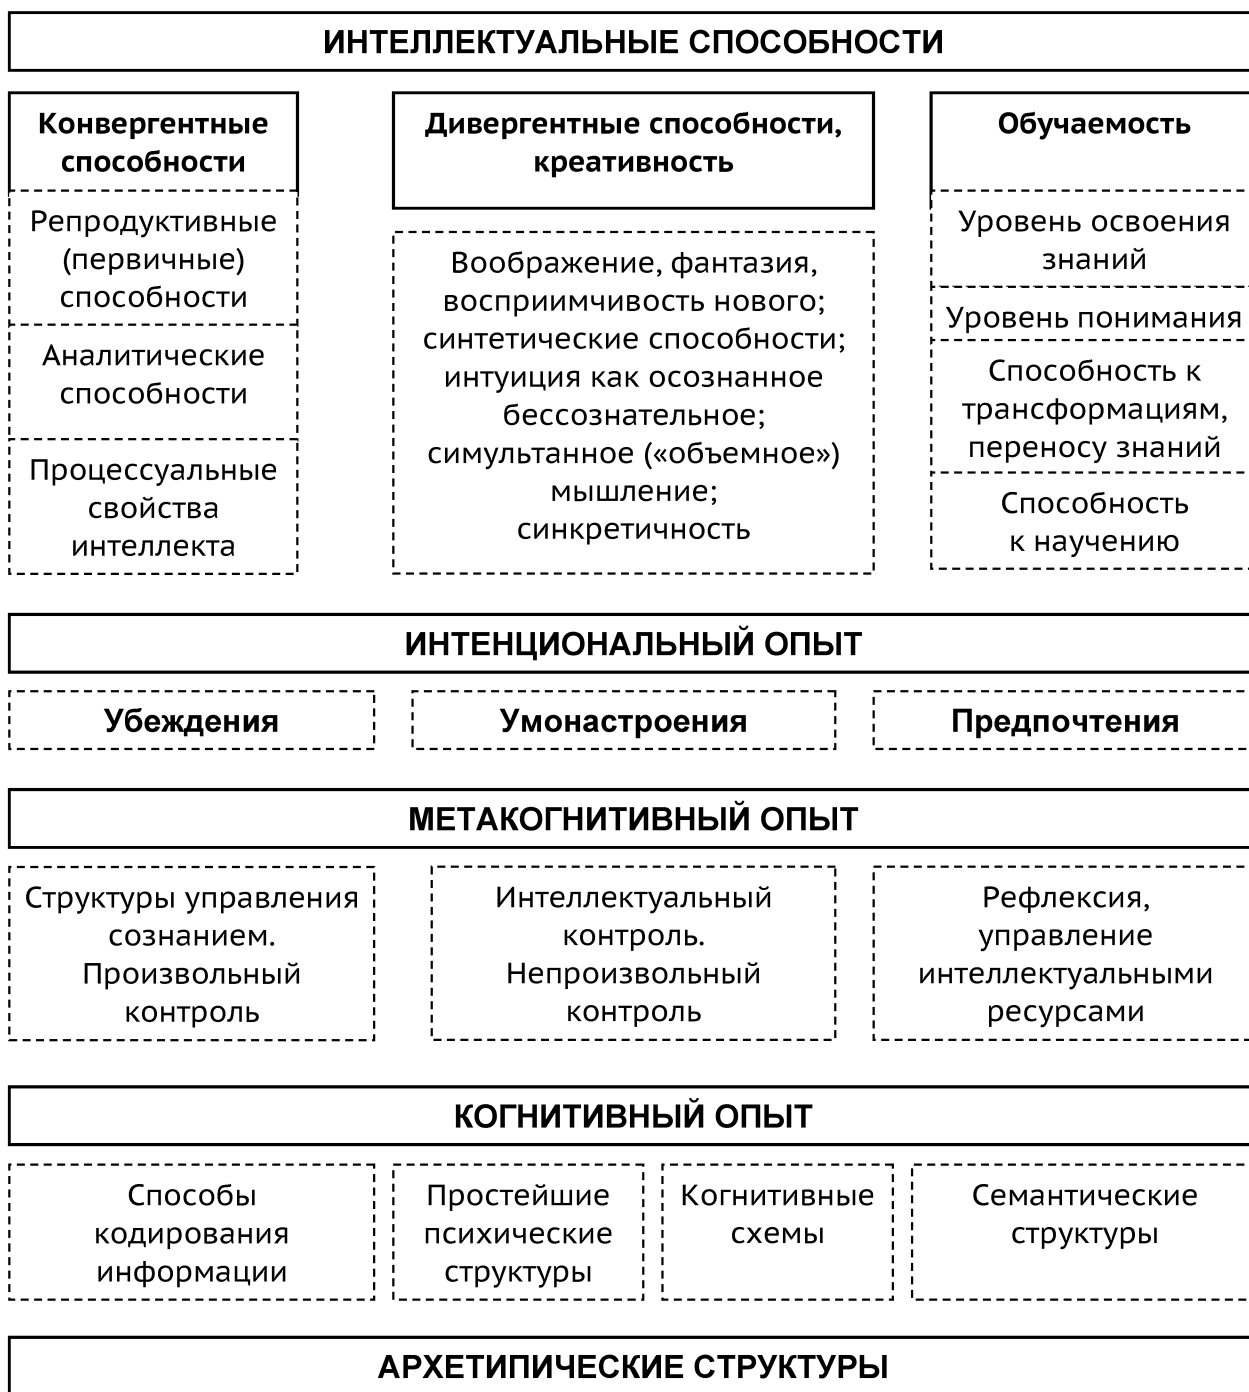 ИНТЕЛЛЕКТУАЛЬНЫЕ СПОСОБНОСТИ
Конвергентные
способности
Репродуктивные
(первичные)
способности
Аналитические
способности
Процессуальные
свойства
интеллекта
Дивергентные способности,
креативность
Воображение, фантазия,
восприимчивость нового;
синтетические способности;
интуиция как осознанное
бессознательное;
симультанное («объемное»)
мышление;
синкретичность
Обучаемость
Уровень освоения
знаний
Уровень понимания
Способность к
трансформациям,
переносу знаний
Способность
к научению
ИНТЕНЦИОНАЛЬНЫЙ ОПЫТ
Убеждения
Умонастроения
Предпочтения
МЕТАКОГНИТИВНЫЙ ОПЫТ
Структуры управления
сознанием.
Произвольный
контроль
Интеллектуальный
контроль.
Непроизвольный
контроль
Рефлексия,
управление
интеллектуальными
ресурсами
КОГНИТИВНЫЙ ОПЫТ
Способы
кодирования
информации
Простейшие
психические
структуры
Когнитивные
схемы
Семантические
структуры
АРХЕТИПИЧЕСКИЕ СТРУКТУРЫ